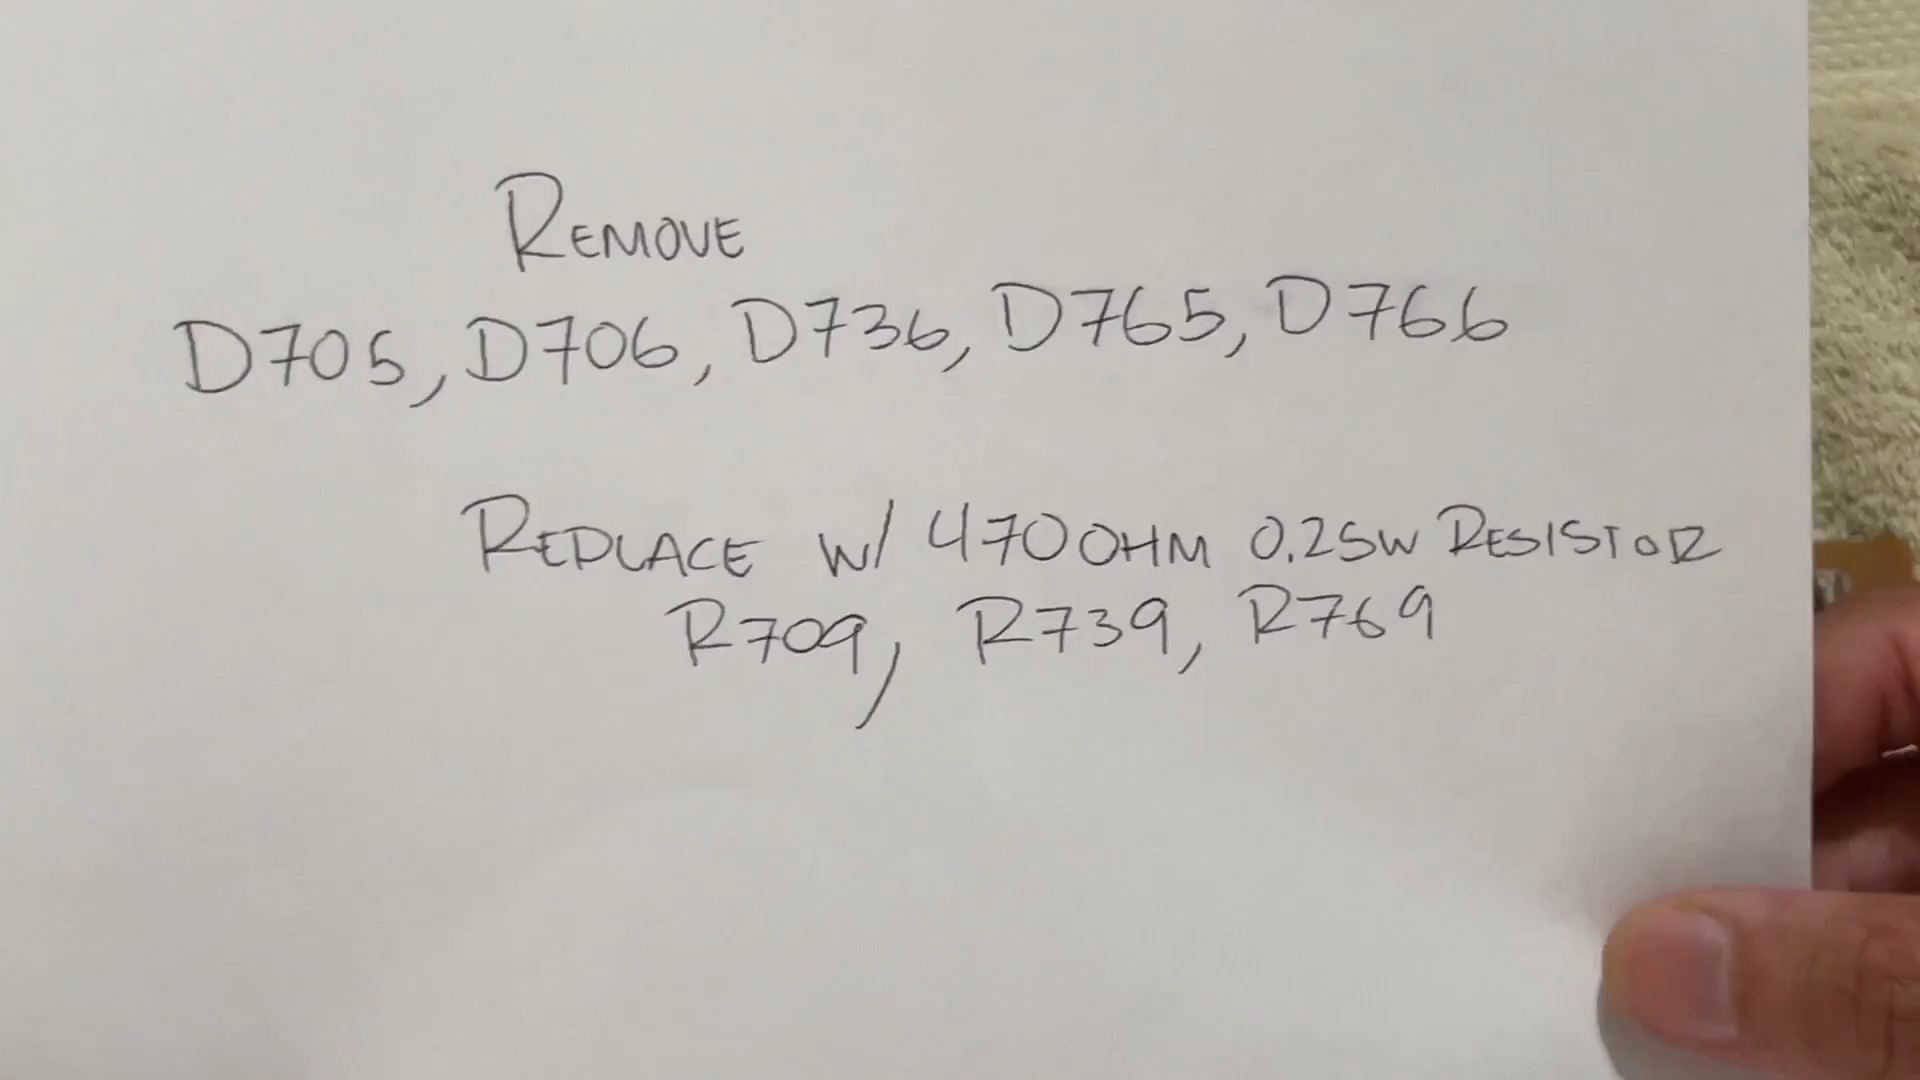 REMOVE
D705, D706, D736, D765, D766
REPLACE W/ 470 OHM 0.25W RESISTOR
R709, R739, R769